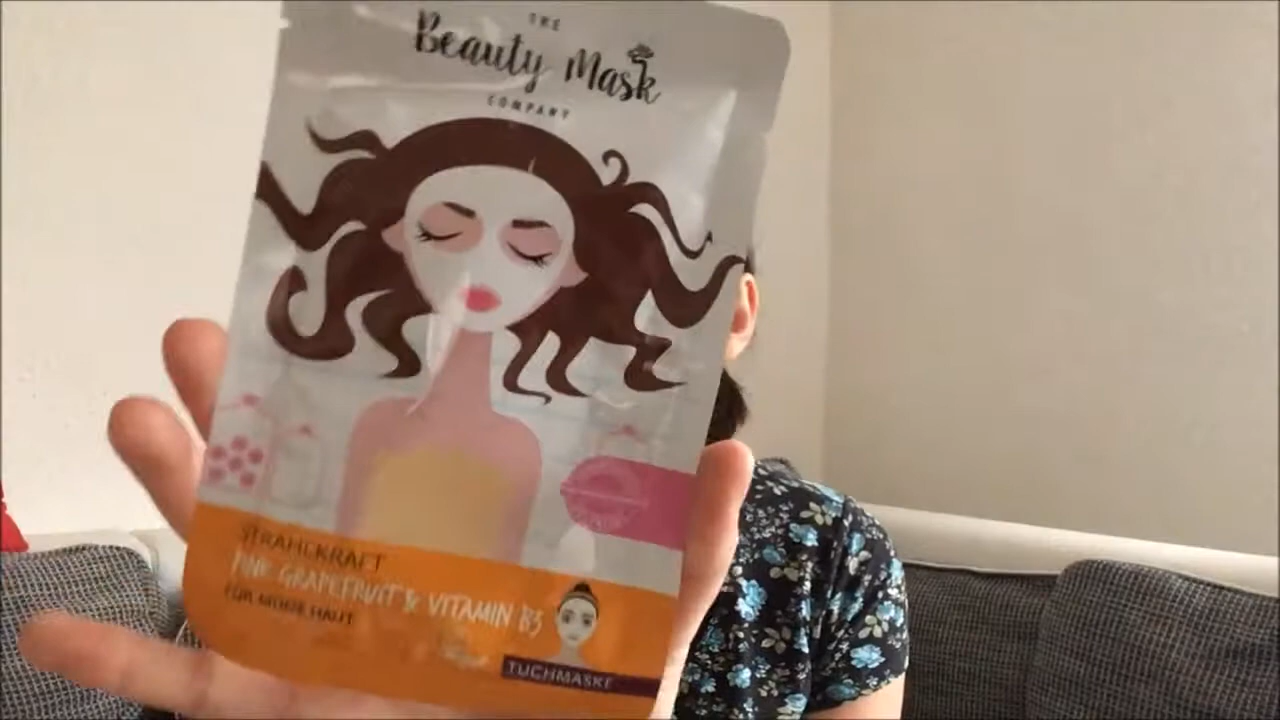 THE
Beauty Mask
COMPANY
STRAHLKRAFT
PINK GRAPEFRUIT & VITAMIN B3
FÜR MÜDE HAUT
TUCHMASKE